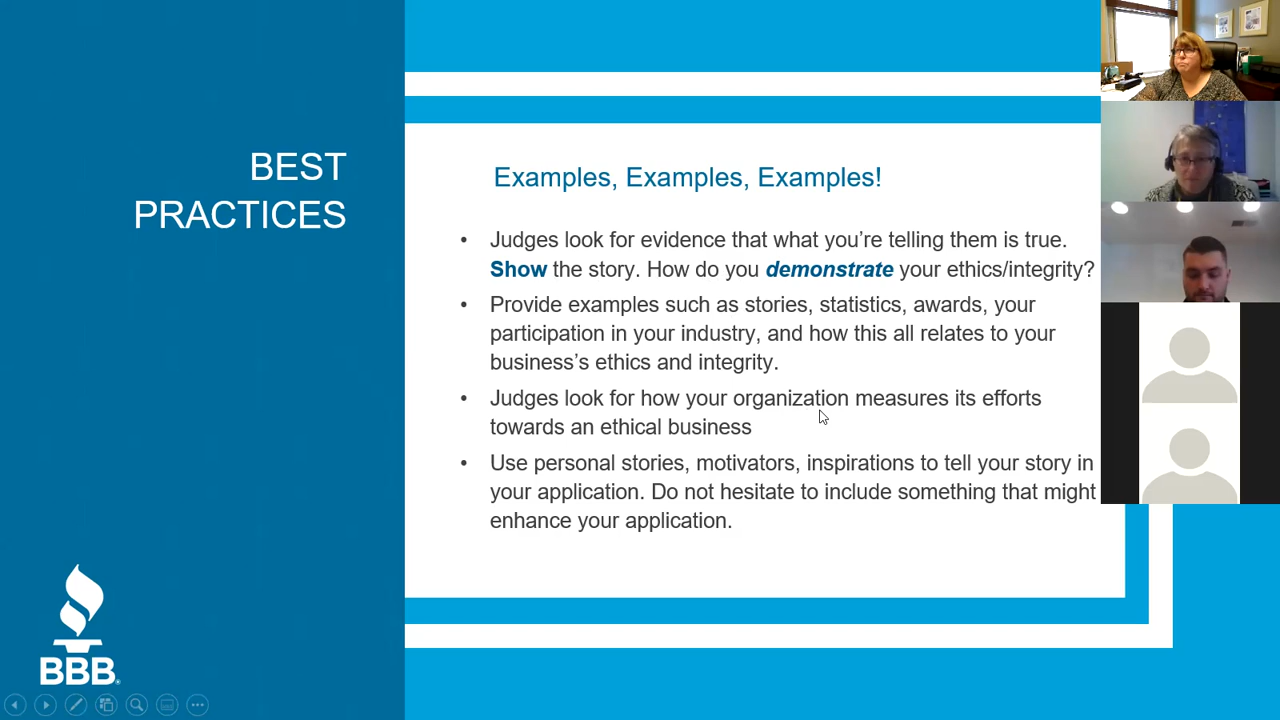 BEST
PRACTICES
Examples, Examples, Examples!
• Judges look for evidence that what you’re telling them is true.
Show the story. How do you demonstrate your ethics/integrity?
• Provide examples such as stories, statistics, awards, your
participation in your industry, and how this all relates to your
business’s ethics and integrity.
• Judges look for how your organization measures its efforts
towards an ethical business
• Use personal stories, motivators, inspirations to tell your story in
your application. Do not hesitate to include something that might
enhance your application.
BBB®